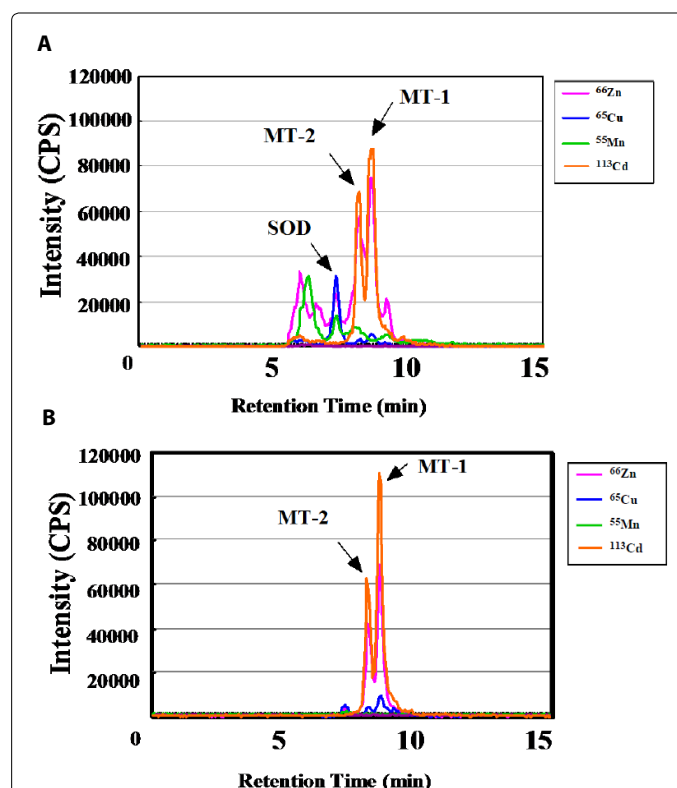 A
120000
100000
80000
60000
40000
20000
0
5
10
15
Intensity (CPS)
Retention Time (min)
MT-1
MT-2
SOD
⁶⁶Zn
⁶⁵Cu
⁵⁵Mn
¹¹³Cd
B
120000
100000
80000
60000
40000
20000
0
5
10
15
Intensity (CPS)
Retention Time (min)
MT-1
MT-2
⁶⁶Zn
⁶⁵Cu
⁵⁵Mn
¹¹³Cd